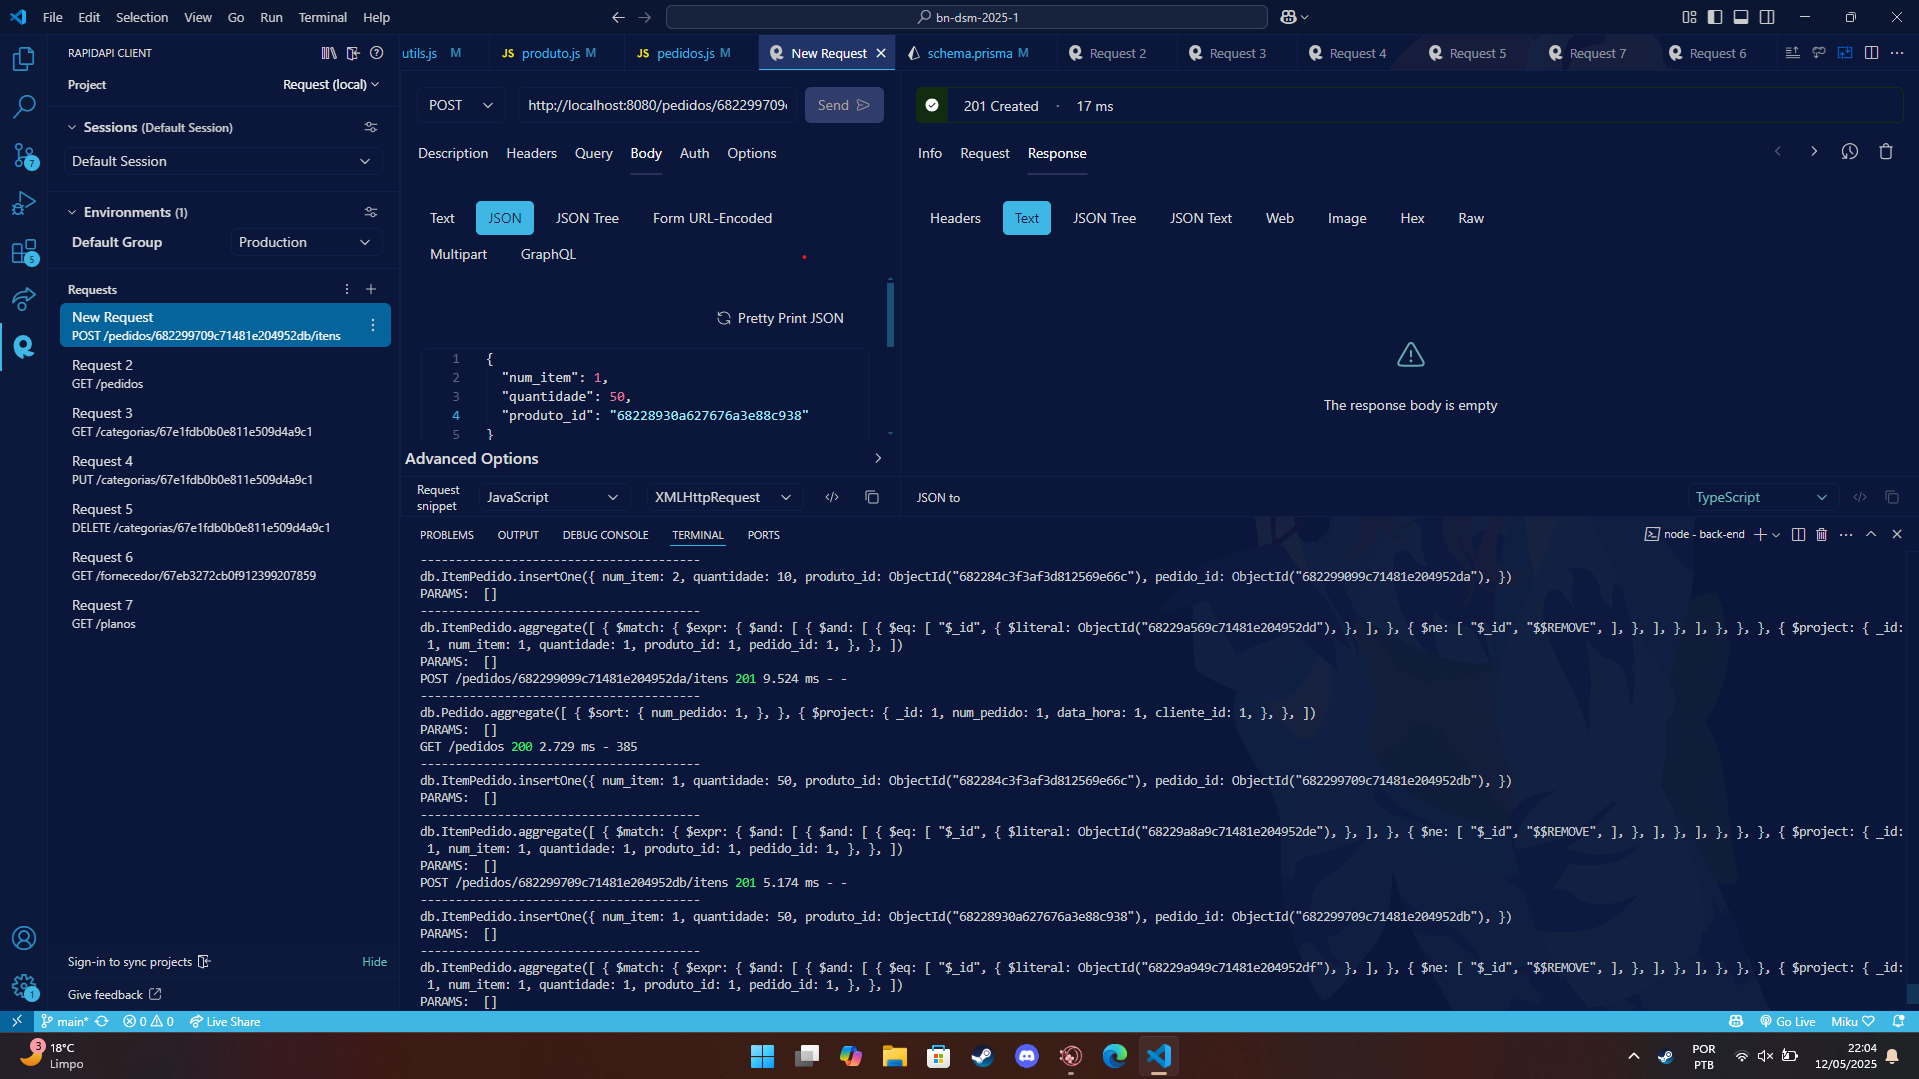 File Edit Selection View Go Run Terminal Help
bn-dsm-2025-1
RAPIDAPI CLIENT
utils.js M
JS produto.js M
JS pedidos.js M
New Request
schema.prisma M
Request 2
Request 3
Request 4
Request 5
Request 7
Request 6
Project
Request (local)
Sessions (Default Session)
Default Session
Environments (1)
Default Group
Production
Requests
New Request
POST /pedidos/682299709c71481e204952db/itens
Request 2
GET /pedidos
Request 3
GET /categorias/67e1fdb0b0e811e509d4a9c1
Request 4
PUT /categorias/67e1fdb0b0e811e509d4a9c1
Request 5
DELETE /categorias/67e1fdb0b0e811e509d4a9c1
Request 6
GET /fornecedor/67eb3272cb0f912399207859
Request 7
GET /planos
Sign-in to sync projects
Hide
Give feedback
7
5
1
POST
http://localhost:8080/pedidos/682299709
Send
Description Headers Query Body Auth Options
Text JSON JSON Tree Form URL-Encoded
Multipart GraphQL
Pretty Print JSON
1 {
2 "num_item": 1,
3 "quantidade": 50,
4 "produto_id": "68228930a627676a3e88c938"
5 }
Advanced Options
Request snippet
JavaScript
XMLHttpRequest
201 Created · 17 ms
Info Request Response
Headers Text JSON Tree JSON Text Web Image Hex Raw
The response body is empty
JSON to
TypeScript
PROBLEMS OUTPUT DEBUG CONSOLE TERMINAL PORTS
node - back-end
----------------------------------------
db.ItemPedido.insertOne({ num_item: 2, quantidade: 10, produto_id: ObjectId("682284c3f3af3d812569e66c"), pedido_id: ObjectId("682299099c71481e204952da"), })
PARAMS: []
----------------------------------------
db.ItemPedido.aggregate([ { $match: { $expr: { $and: [ { $and: [ { $eq: [ "$_id", { $literal: ObjectId("68229a569c71481e204952dd"), }, ], }, { $ne: [ "$_id", "$$REMOVE", ], }, ], }, ], }, }, }, { $project: { _id:
1, num_item: 1, quantidade: 1, produto_id: 1, pedido_id: 1, }, }, ])
PARAMS: []
POST /pedidos/682299099c71481e204952da/itens 201 9.524 ms - -
----------------------------------------
db.Pedido.aggregate([ { $sort: { num_pedido: 1, }, }, { $project: { _id: 1, num_pedido: 1, data_hora: 1, cliente_id: 1, }, }, ])
PARAMS: []
GET /pedidos 200 2.729 ms - 385
----------------------------------------
db.ItemPedido.insertOne({ num_item: 1, quantidade: 50, produto_id: ObjectId("682284c3f3af3d812569e66c"), pedido_id: ObjectId("682299709c71481e204952db"), })
PARAMS: []
----------------------------------------
db.ItemPedido.aggregate([ { $match: { $expr: { $and: [ { $and: [ { $eq: [ "$_id", { $literal: ObjectId("68229a8a9c71481e204952de"), }, ], }, { $ne: [ "$_id", "$$REMOVE", ], }, ], }, ], }, }, }, { $project: { _id:
1, num_item: 1, quantidade: 1, produto_id: 1, pedido_id: 1, }, }, ])
PARAMS: []
POST /pedidos/682299709c71481e204952db/itens 201 5.174 ms - -
----------------------------------------
db.ItemPedido.insertOne({ num_item: 1, quantidade: 50, produto_id: ObjectId("68228930a627676a3e88c938"), pedido_id: ObjectId("682299709c71481e204952db"), })
PARAMS: []
----------------------------------------
db.ItemPedido.aggregate([ { $match: { $expr: { $and: [ { $and: [ { $eq: [ "$_id", { $literal: ObjectId("68229a949c71481e204952df"), }, ], }, { $ne: [ "$_id", "$$REMOVE", ], }, ], }, ], }, }, }, { $project: { _id:
1, num_item: 1, quantidade: 1, produto_id: 1, pedido_id: 1, }, }, ])
PARAMS: []
main* 0 0 Live Share
Go Live
Miku
3
18°C
Limpo
POR
PTB
22:04
12/05/2025